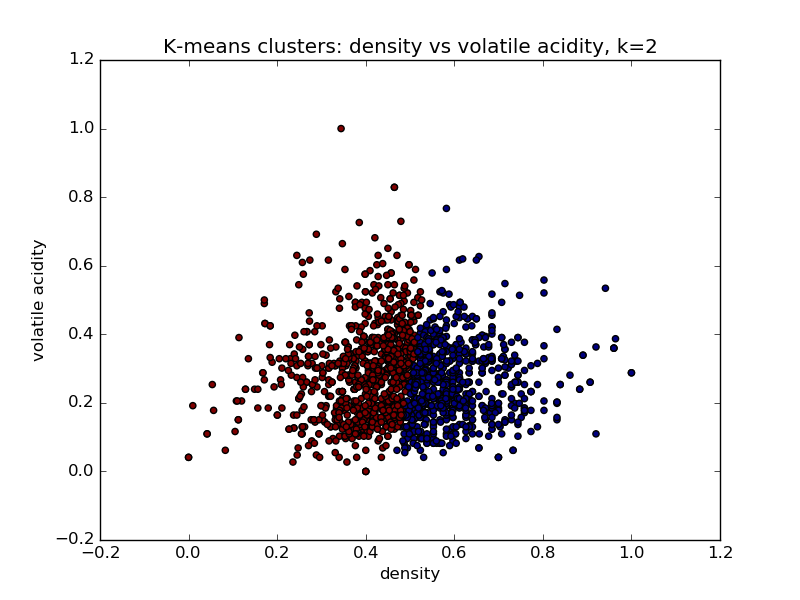 K-means clusters: density vs volatile acidity, k=2
1.2
1.0
0.8
0.6
0.4
0.2
0.0
−0.2
volatile acidity
−0.2 0.0 0.2 0.4 0.6 0.8 1.0 1.2
density